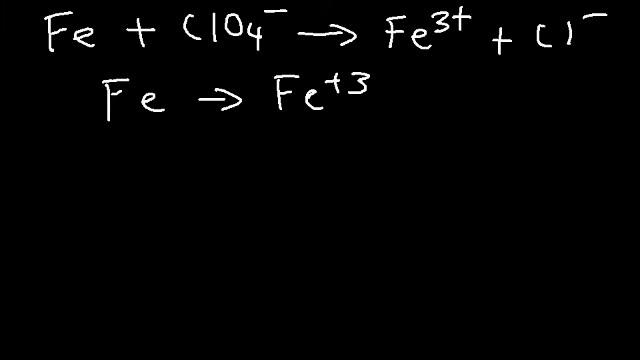 Fe + ClO₄⁻ → Fe³⁺ + Cl⁻
Fe → Fe⁺³